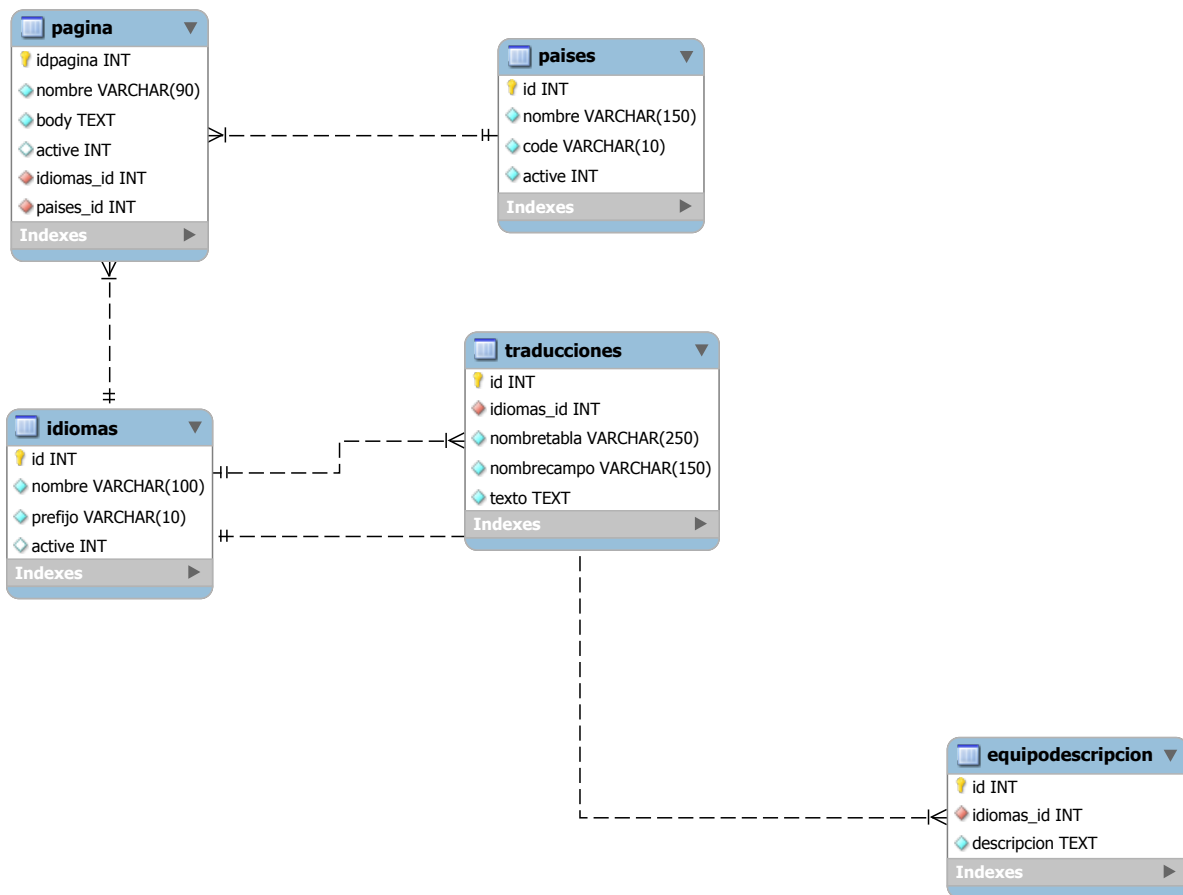 pagina
idpagina INT
nombre VARCHAR(90)
body TEXT
active INT
idiomas_id INT
paises_id INT
Indexes
paises
id INT
nombre VARCHAR(150)
code VARCHAR(10)
active INT
Indexes
traducciones
id INT
idiomas_id INT
nombretabla VARCHAR(250)
nombrecampo VARCHAR(150)
texto TEXT
Indexes
idiomas
id INT
nombre VARCHAR(100)
prefijo VARCHAR(10)
active INT
Indexes
equipodescripcion
id INT
idiomas_id INT
descripcion TEXT
Indexes